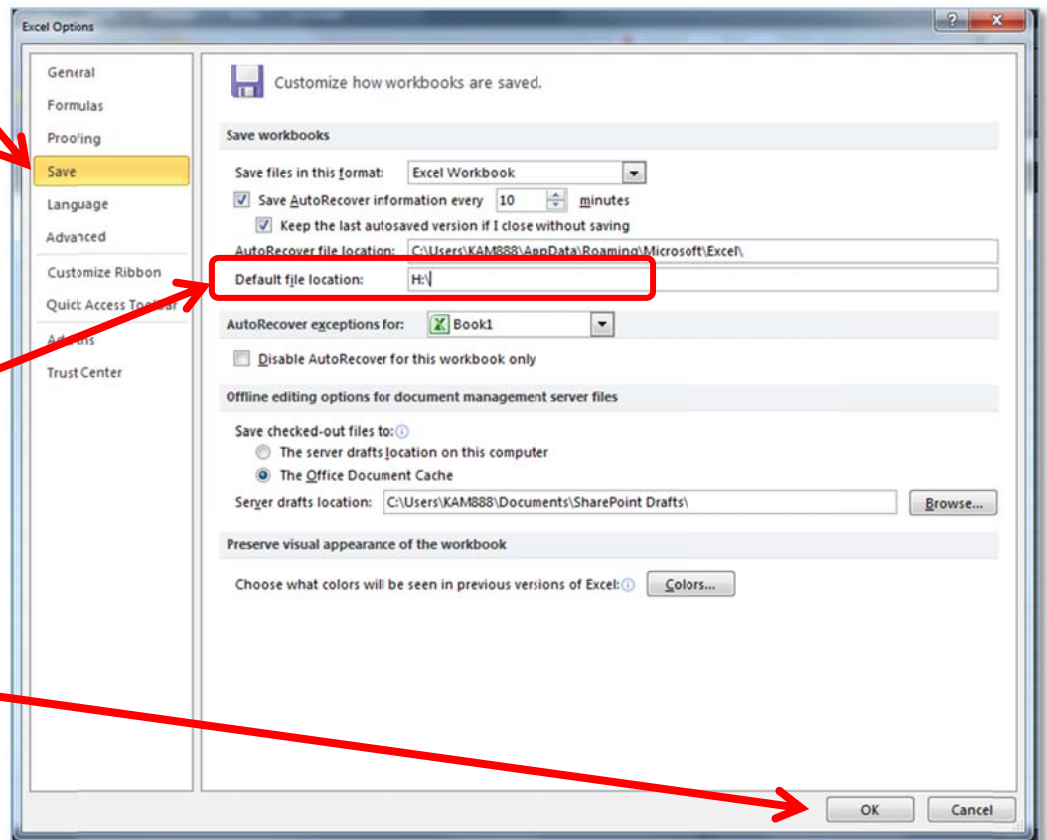 Excel Options
General
Formulas
Proofing
Save
Language
Advanced
Customize Ribbon
Quick Access Toolbar
Add-Ins
Trust Center
Customize how workbooks are saved.
Save workbooks
Save files in this format: Excel Workbook
Save AutoRecover information every 10 minutes
Keep the last autosaved version if I close without saving
AutoRecover file location: C:\Users\KAM888\AppData\Roaming\Microsoft\Excel\
Default file location: H:\
AutoRecover exceptions for: Book1
Disable AutoRecover for this workbook only
Offline editing options for document management server files
Save checked-out files to:
The server drafts location on this computer
The Office Document Cache
Server drafts location: C:\Users\KAM888\Documents\SharePoint Drafts\ Browse...
Preserve visual appearance of the workbook
Choose what colors will be seen in previous versions of Excel: Colors...
OK Cancel